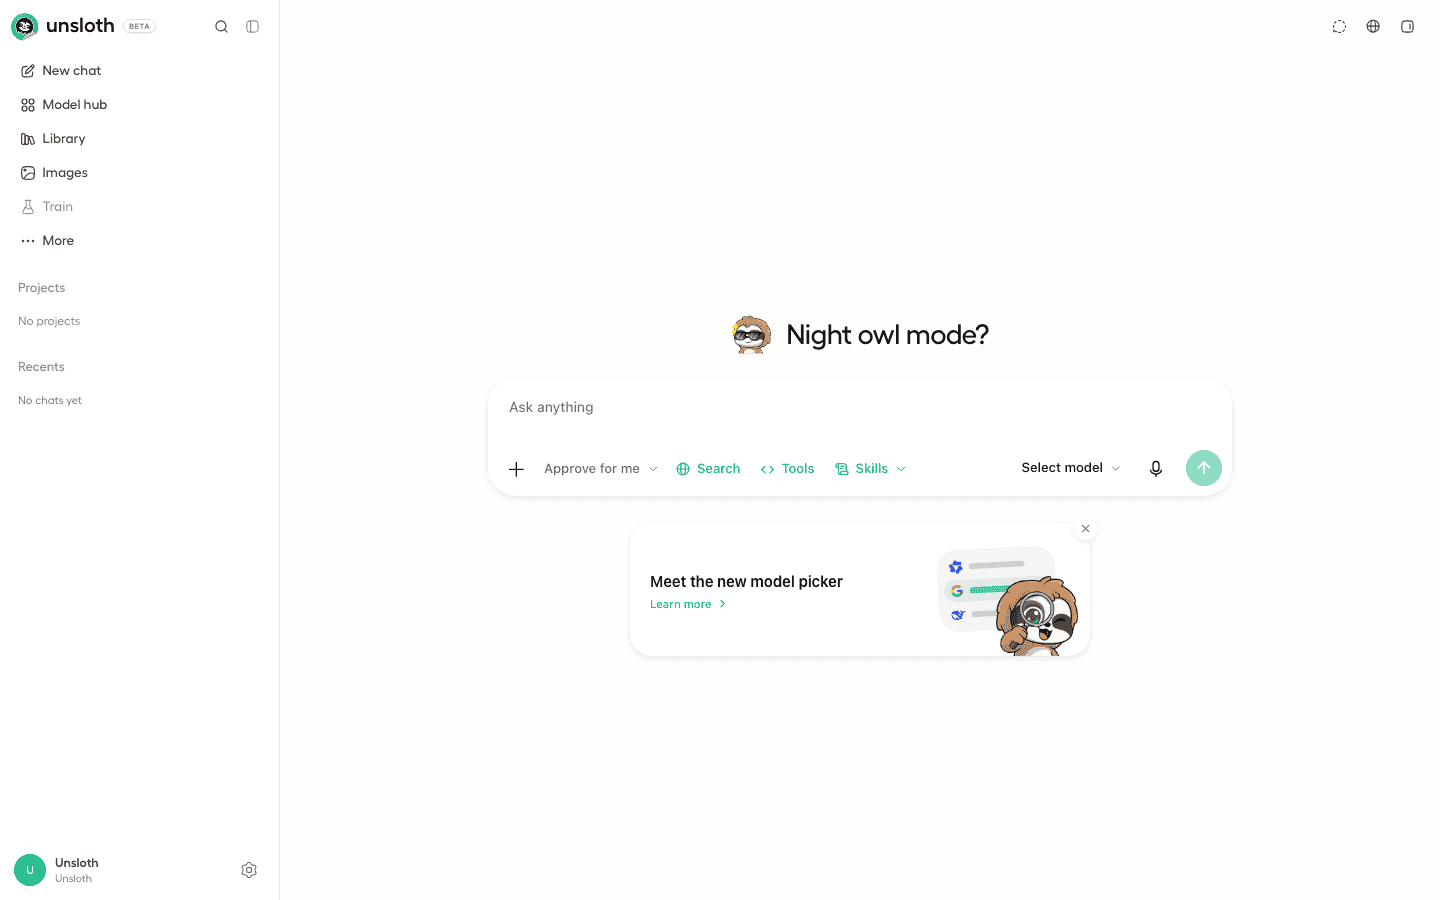 unsloth BETA
New chat
Model hub
Library
Images
Train
More
Projects
No projects
Recents
No chats yet
Night owl mode?
Ask anything
Approve for me Search Tools Skills Select model
Meet the new model picker
Learn more
U
Unsloth
Unsloth